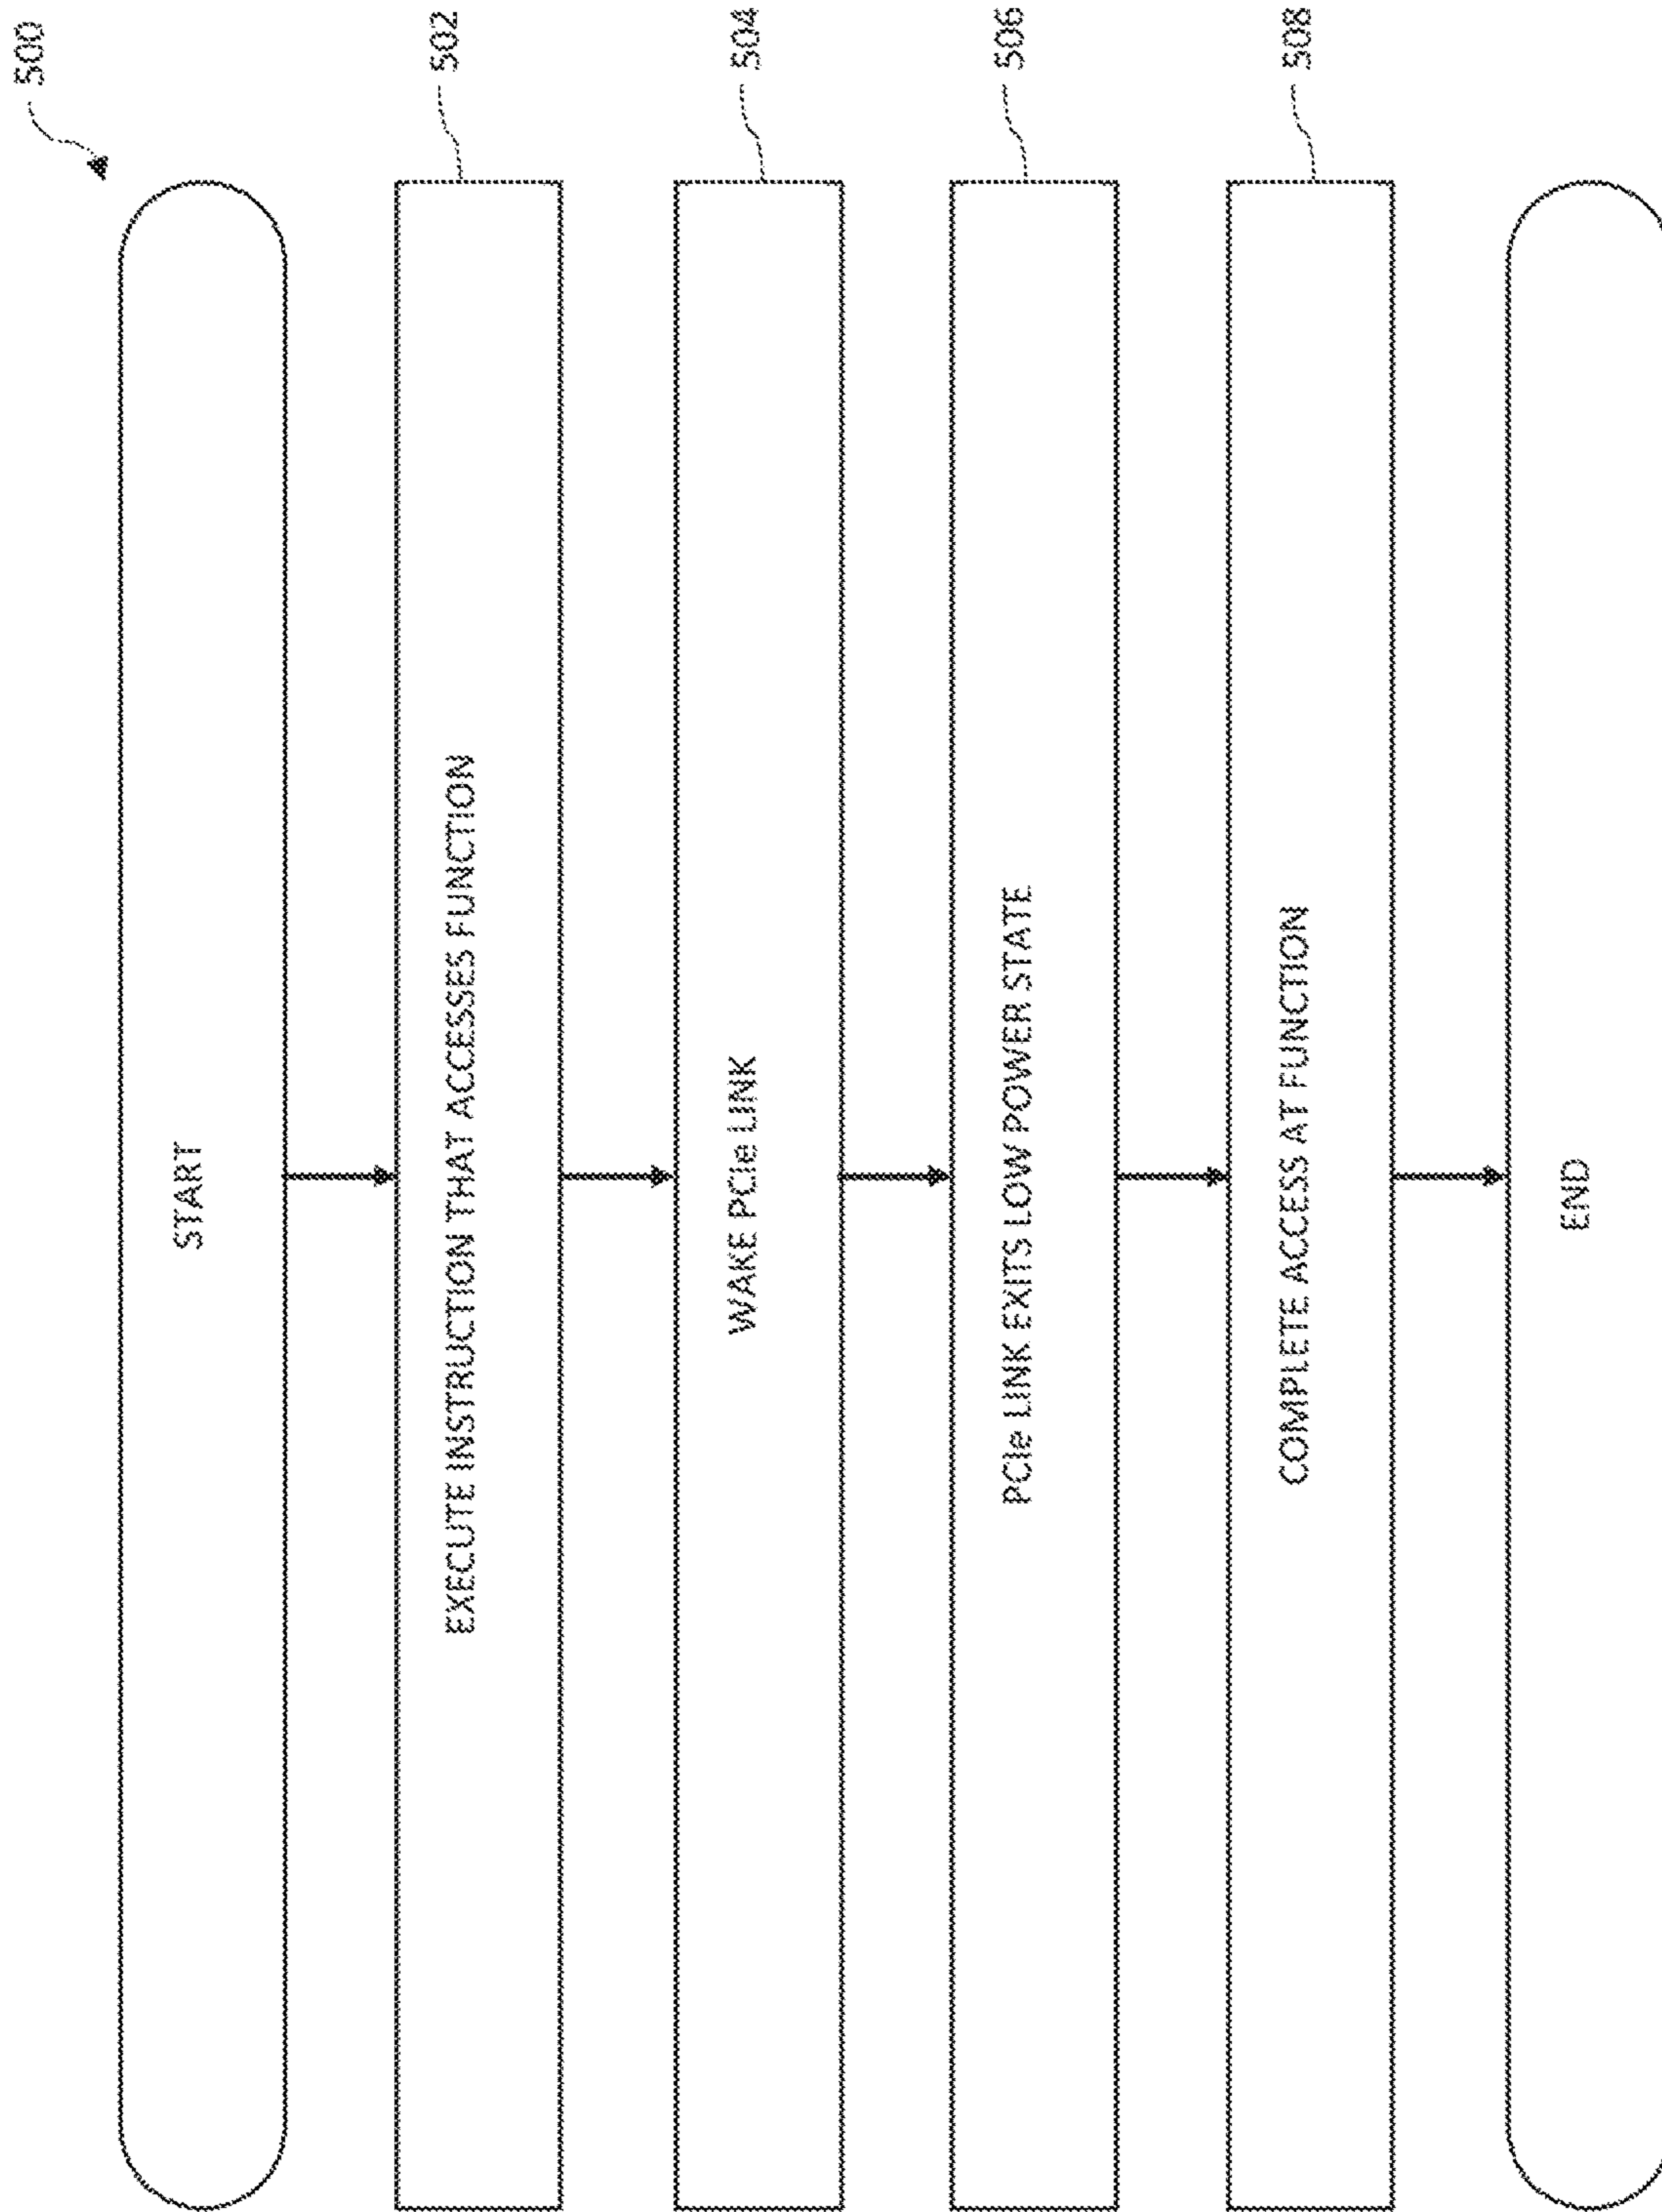 500
START
EXECUTE INSTRUCTION THAT ACCESSES FUNCTION
502
WAKE PCIe LINK
504
PCIe LINK EXITS LOW POWER STATE
506
COMPLETE ACCESS AT FUNCTION
508
END